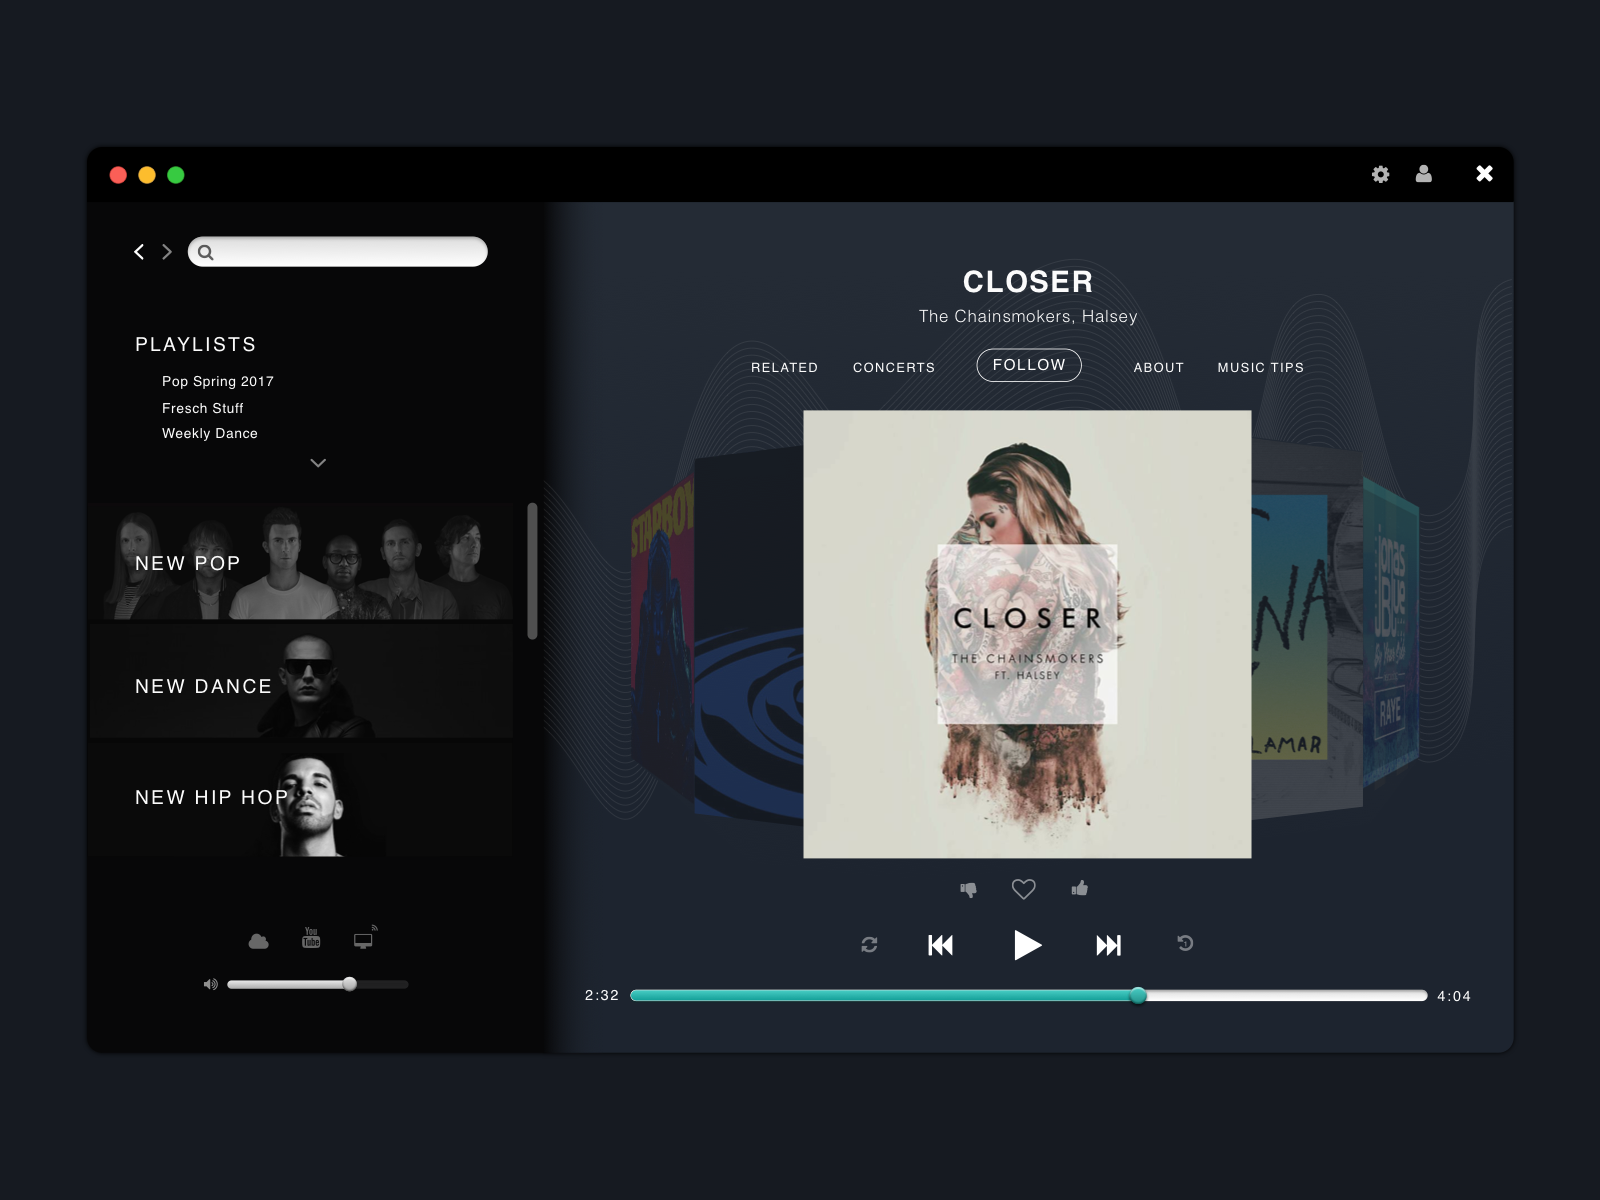 PLAYLISTS
Pop Spring 2017
Fresch Stuff
Weekly Dance
NEW POP
NEW DANCE
NEW HIP HOP
You
Tube
CLOSER
The Chainsmokers, Halsey
RELATED CONCERTS FOLLOW ABOUT MUSIC TIPS
STARBOY
CLOSER
THE CHAINSMOKERS
FT. HALSEY
NA
LAMAR
jonas
Blue
RAYE
2:32
4:04